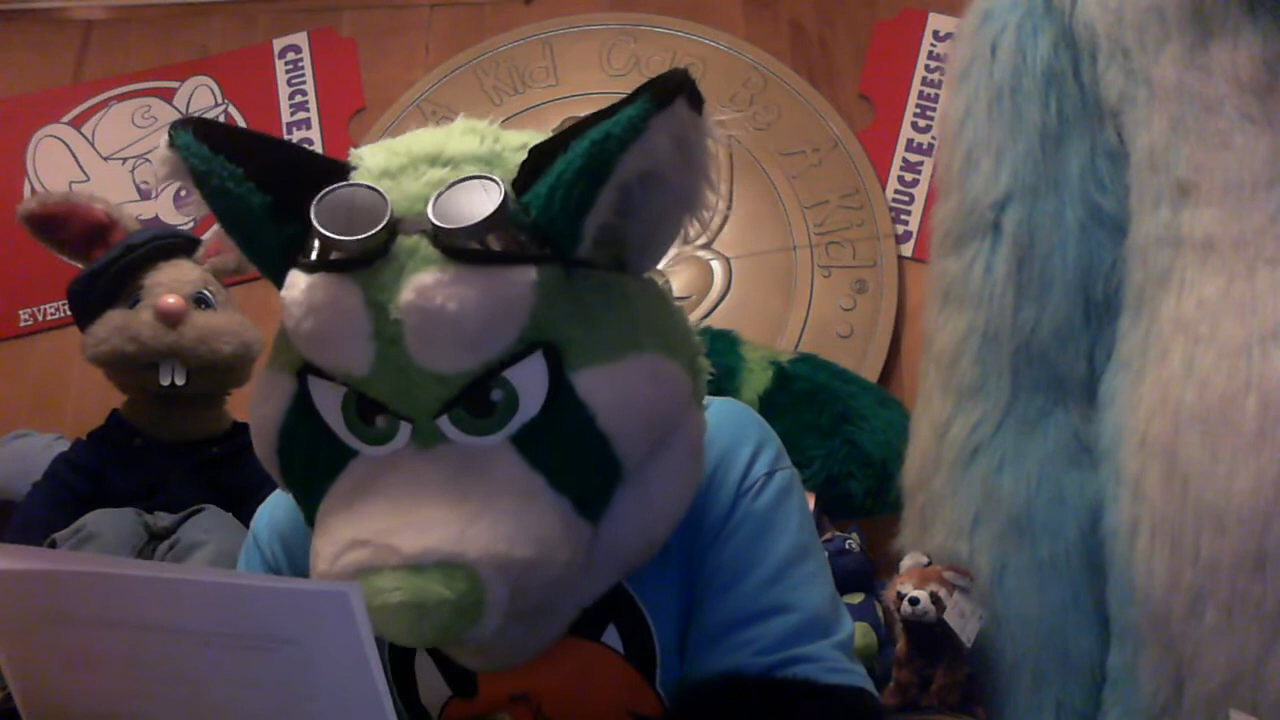 CHUCK E.
EVER
A Kid Can Be A Kid®
CHUCK E. CHEESE'S
C